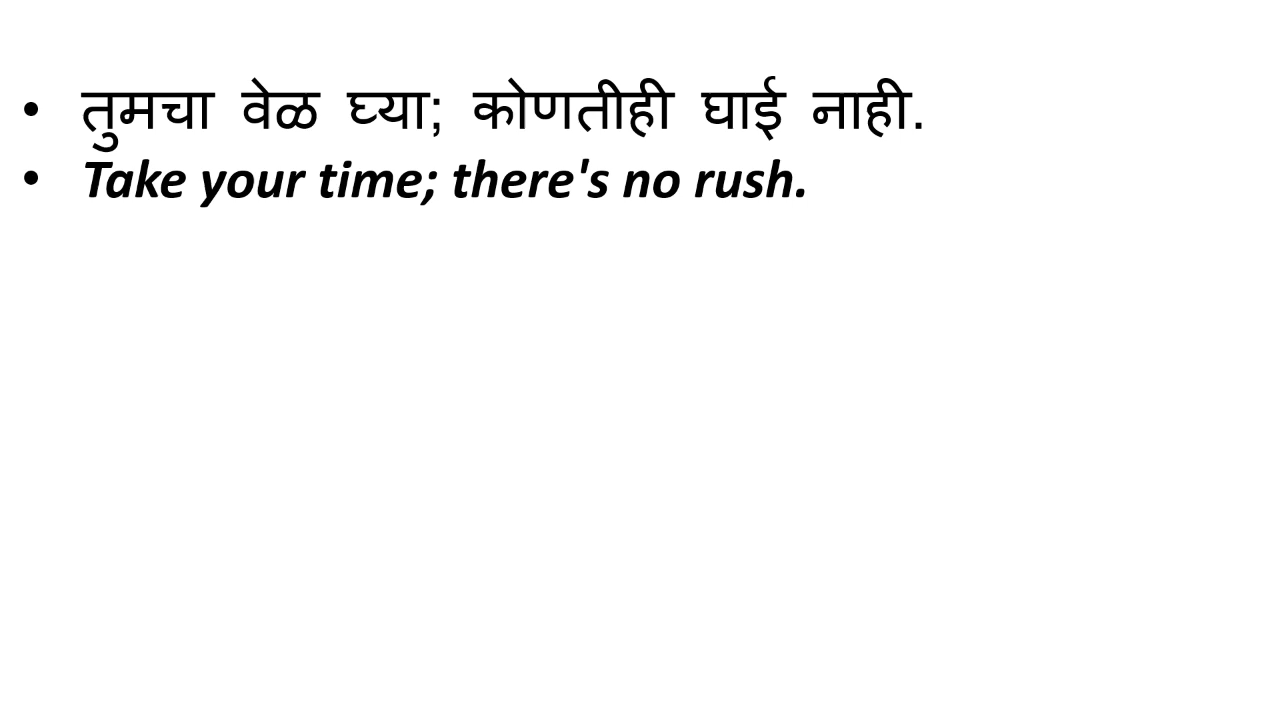 • तुमचा वेळ घ्या; कोणतीही घाई नाही.
• Take your time; there's no rush.